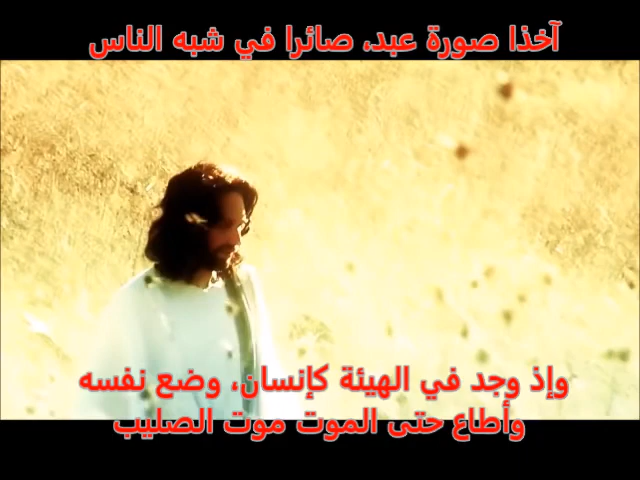 آخذا صورة عبد، صائرا في شبه الناس
وإذ وجد في الهيئة كإنسان، وضع نفسه
وأطاع حتى الموت موت الصليب